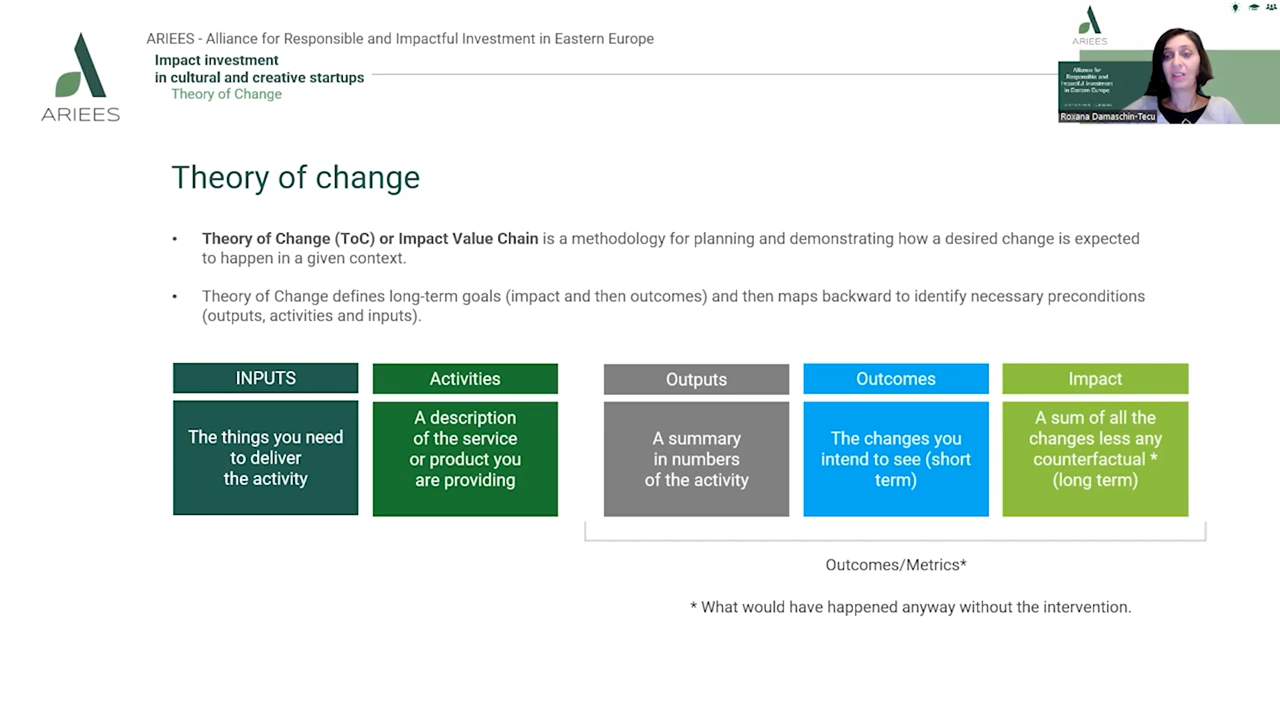 ARIEES - Alliance for Responsible and Impactful Investment in Eastern Europe
Impact investment
in cultural and creative startups
Theory of Change
ARIEES
ARIEES
Alliance for
Responsible and
Impactful Investment
in Eastern Europe
Roxana Damaschin-Tecu
Theory of change
• Theory of Change (ToC) or Impact Value Chain is a methodology for planning and demonstrating how a desired change is expected
to happen in a given context.
• Theory of Change defines long-term goals (impact and then outcomes) and then maps backward to identify necessary preconditions
(outputs, activities and inputs).
INPUTS
The things you need
to deliver
the activity
Activities
A description
of the service
or product you
are providing
Outputs
A summary
in numbers
of the activity
Outcomes
The changes you
intend to see (short
term)
Impact
A sum of all the
changes less any
counterfactual *
(long term)
Outcomes/Metrics*
* What would have happened anyway without the intervention.